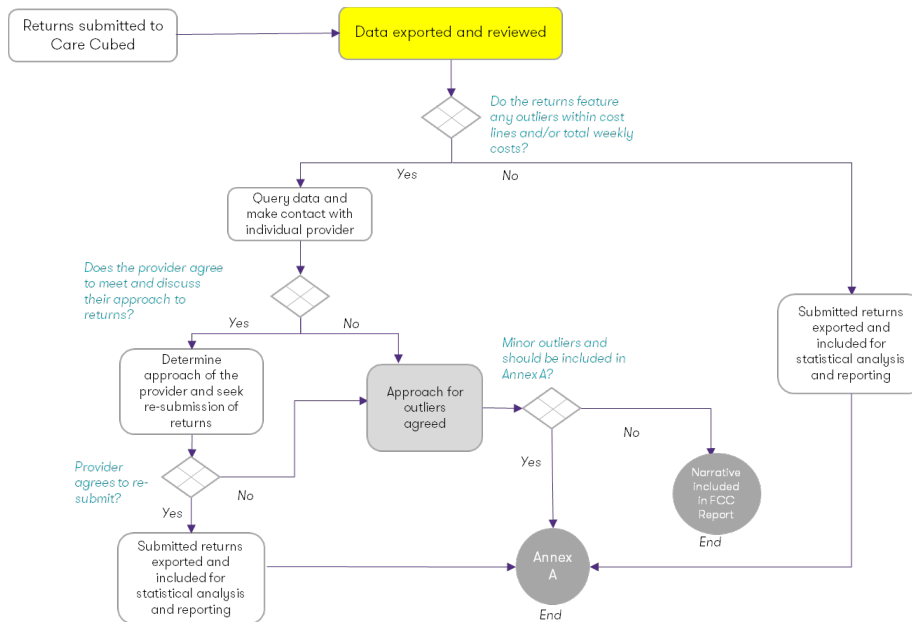 Returns submitted to
Care Cubed
Data exported and reviewed
Do the returns feature
any outliers within cost
lines and/or total weekly
costs?
Yes
No
Query data and
make contact with
individual provider
Does the provider agree
to meet and discuss
their approach to
returns?
Yes
No
Determine
approach of the
provider and seek
re-submission of
returns
Approach for
outliers
agreed
Minor outliers and
should be included in
Annex A?
Submitted returns
exported and
included for
statistical analysis
and reporting
No
Yes
Narrative
included
in FCC
Report
End
Provider
agrees to re-
submit?
No
Yes
Submitted returns
exported and
included for
statistical analysis
and reporting
Annex
A
End